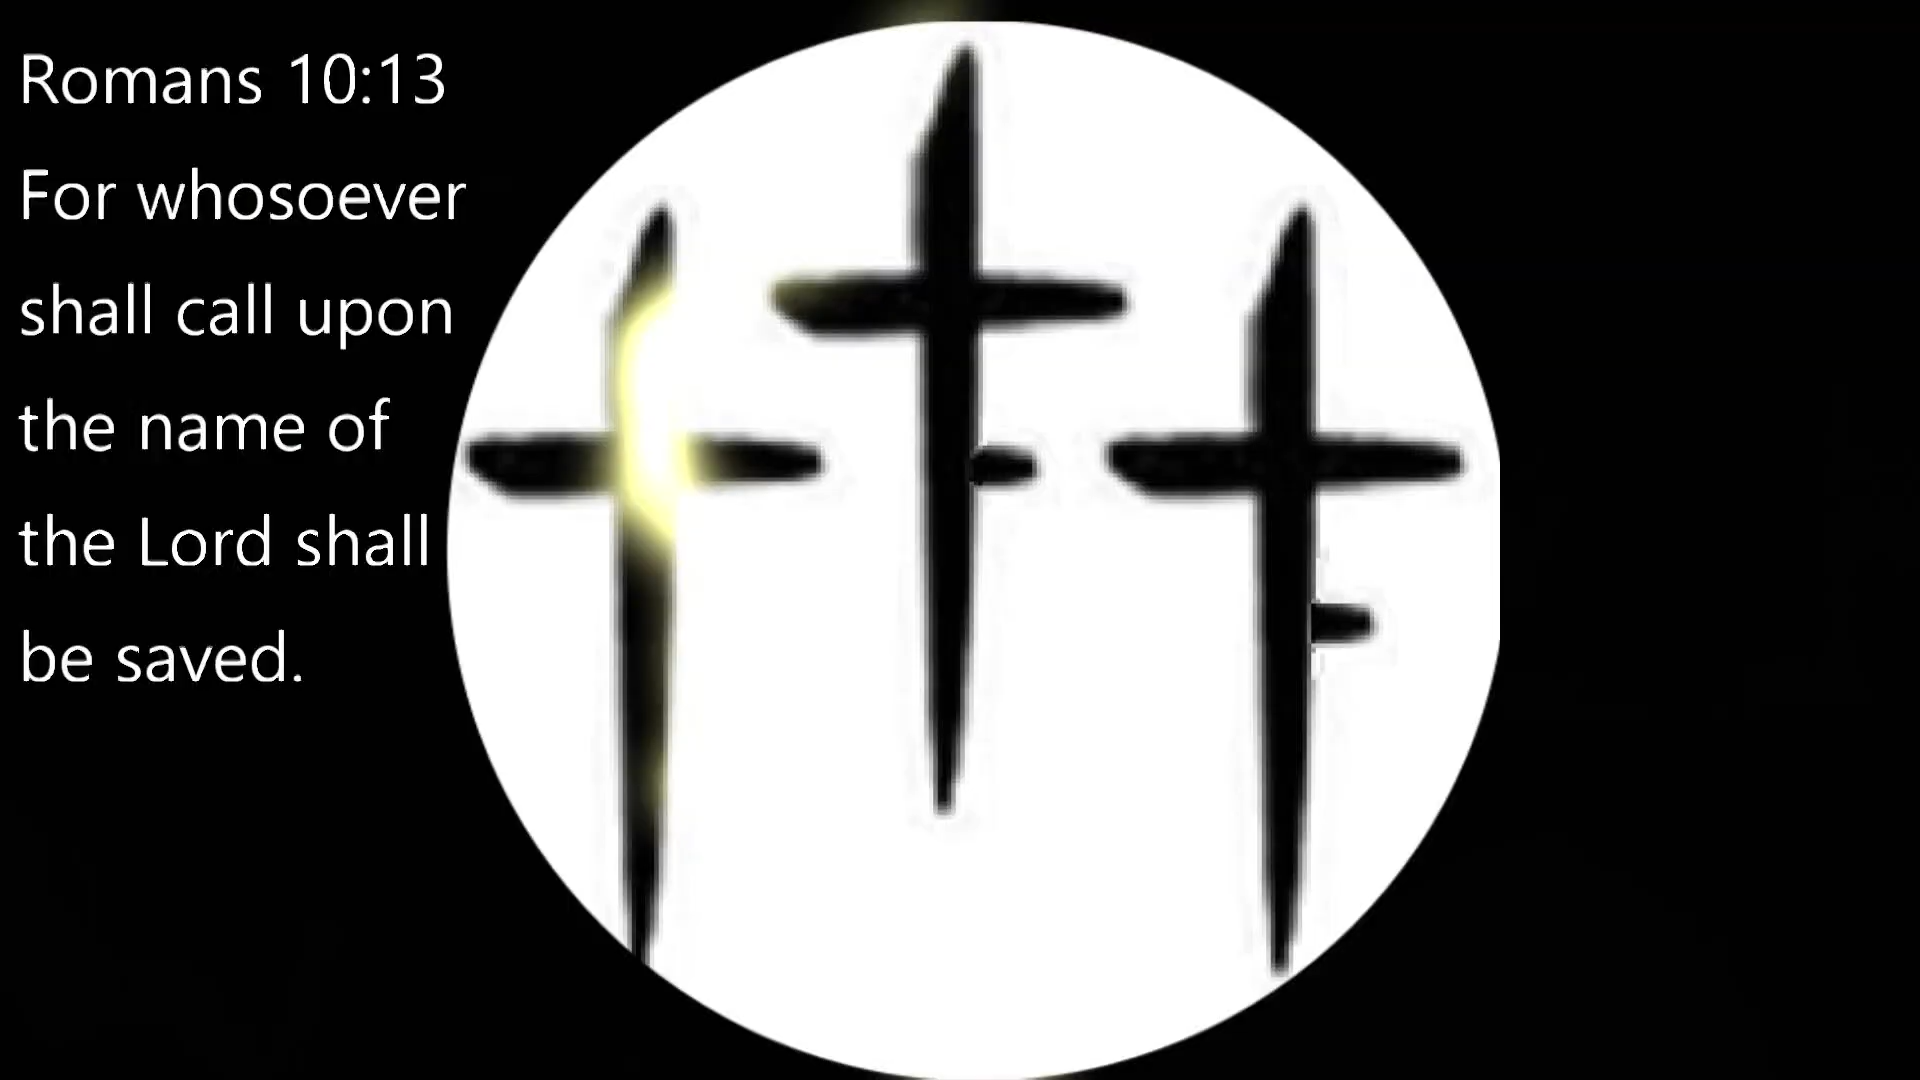 Romans 10:13
For whosoever
shall call upon
the name of
the Lord shall
be saved.